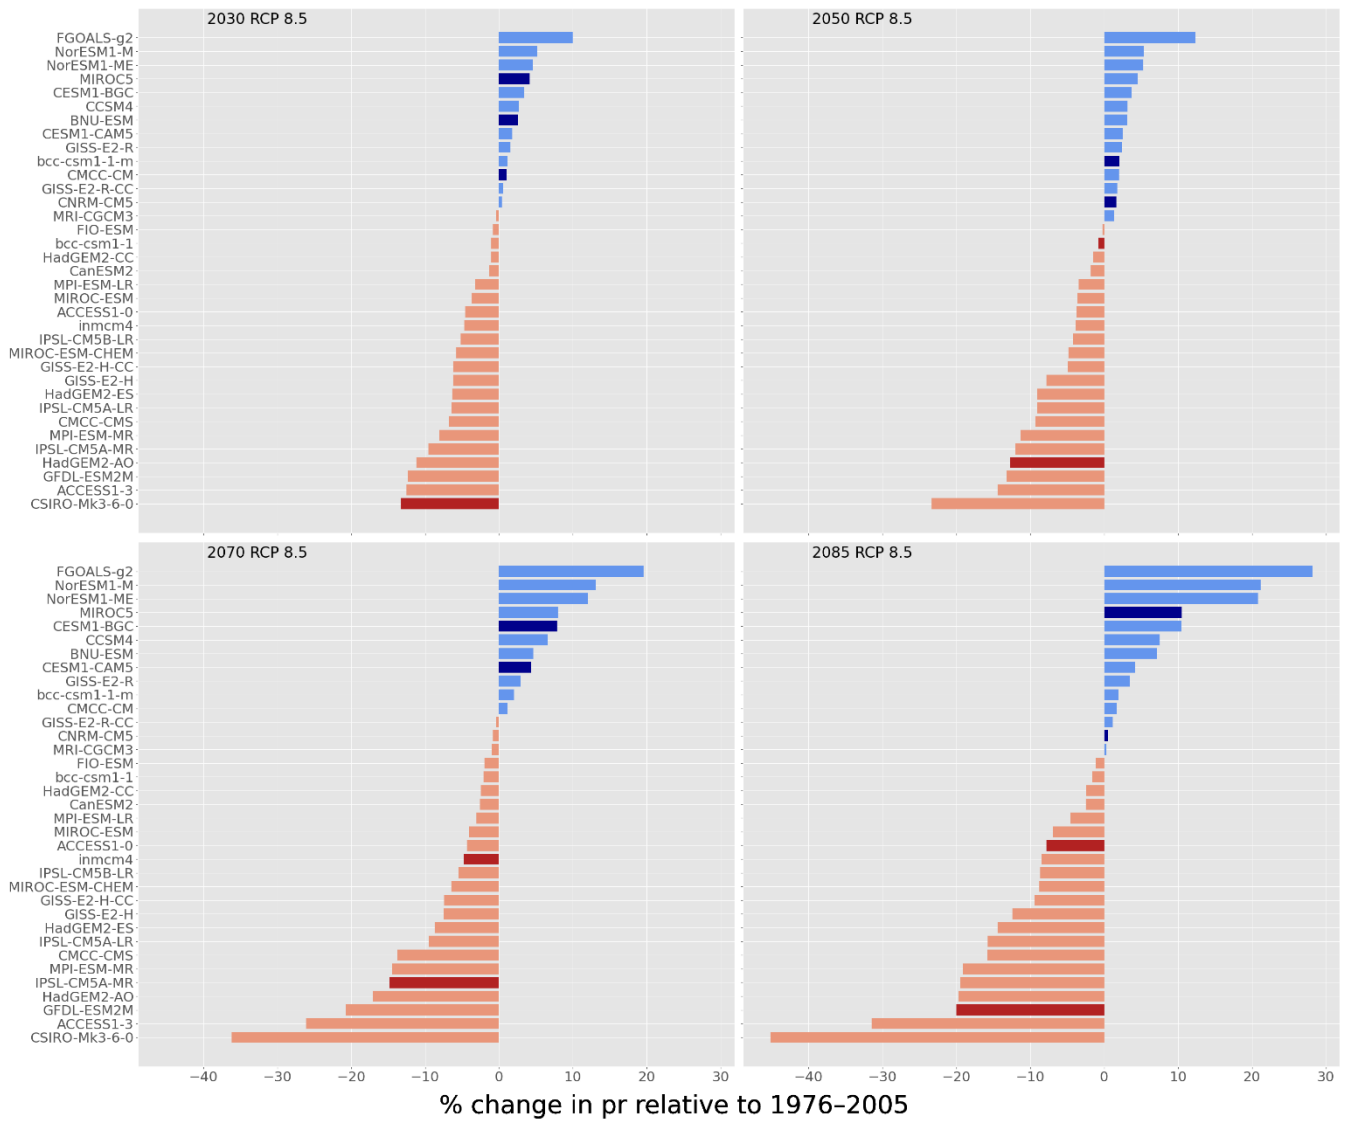 2030 RCP 8.5
2050 RCP 8.5
FGOALS-g2
NorESM1-M
NorESM1-ME
MIROC5
CESM1-BGC
CCSM4
BNU-ESM
CESM1-CAM5
GISS-E2-R
bcc-csm1-1-m
CMCC-CM
GISS-E2-R-CC
CNRM-CM5
MRI-CGCM3
FIO-ESM
bcc-csm1-1
HadGEM2-CC
CanESM2
MPI-ESM-LR
MIROC-ESM
ACCESS1-0
inmcm4
IPSL-CM5B-LR
MIROC-ESM-CHEM
GISS-E2-H-CC
GISS-E2-H
HadGEM2-ES
IPSL-CM5A-LR
CMCC-CMS
MPI-ESM-MR
IPSL-CM5A-MR
HadGEM2-AO
GFDL-ESM2M
ACCESS1-3
CSIRO-Mk3-6-0
2070 RCP 8.5
2085 RCP 8.5
FGOALS-g2
NorESM1-M
NorESM1-ME
MIROC5
CESM1-BGC
CCSM4
BNU-ESM
CESM1-CAM5
GISS-E2-R
bcc-csm1-1-m
CMCC-CM
GISS-E2-R-CC
CNRM-CM5
MRI-CGCM3
FIO-ESM
bcc-csm1-1
HadGEM2-CC
CanESM2
MPI-ESM-LR
MIROC-ESM
ACCESS1-0
inmcm4
IPSL-CM5B-LR
MIROC-ESM-CHEM
GISS-E2-H-CC
GISS-E2-H
HadGEM2-ES
IPSL-CM5A-LR
CMCC-CMS
MPI-ESM-MR
IPSL-CM5A-MR
HadGEM2-AO
GFDL-ESM2M
ACCESS1-3
CSIRO-Mk3-6-0
−40 −30 −20 −10 0 10 20 30
−40 −30 −20 −10 0 10 20 30
% change in pr relative to 1976–2005